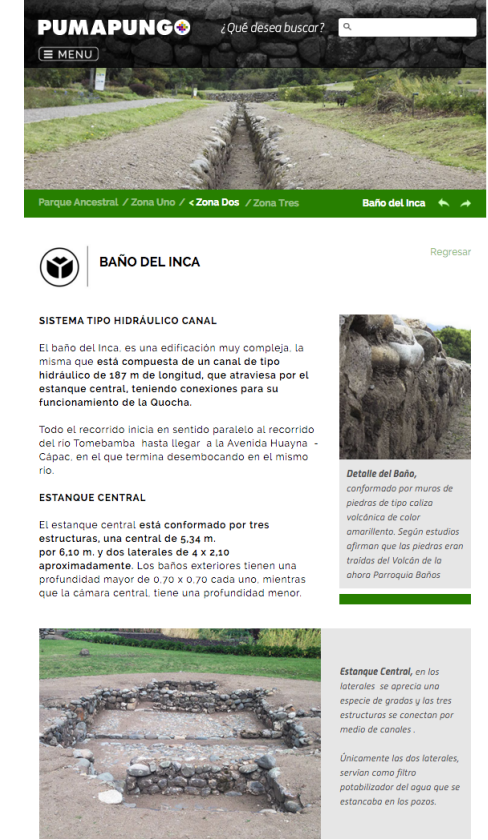 PUMAPUNGO
¿Qué desea buscar?
MENU
Parque Ancestral / Zona Uno / < Zona Dos / Zona Tres
Baño del Inca
BAÑO DEL INCA
Regresar
SISTEMA TIPO HIDRÁULICO CANAL
El baño del Inca, es una edificación muy compleja, la
misma que está compuesta de un canal de tipo
hidráulico de 187 m de longitud, que atraviesa por el
estanque central, teniendo conexiones para su
funcionamiento de la Quocha.
Todo el recorrido inicia en sentido paralelo al recorrido
del rio Tomebamba hasta llegar a la Avenida Huayna -
Cápac, en el que termina desembocando en el mismo
rio.
ESTANQUE CENTRAL
El estanque central está conformado por tres
estructuras, una central de 5,34 m.
por 6,10 m. y dos laterales de 4 x 2,10
aproximadamente. Los baños exteriores tienen una
profundidad mayor de 0,70 x 0,70 cada uno, mientras
que la cámara central, tiene una profundidad menor.
Detalle del Baño,
conformado por muros de
piedras de tipo caliza
volcánica de color
amarillento. Según estudios
afirman que las piedras eran
traídas del Volcán de la
ahora Parroquia Baños
Estanque Central, en los
laterales se aprecia una
especie de gradas y las tres
estructuras se conectan por
medio de canales .
Únicamente las dos laterales,
servían como filtro
potabilizador del agua que se
estancaba en los pozos.